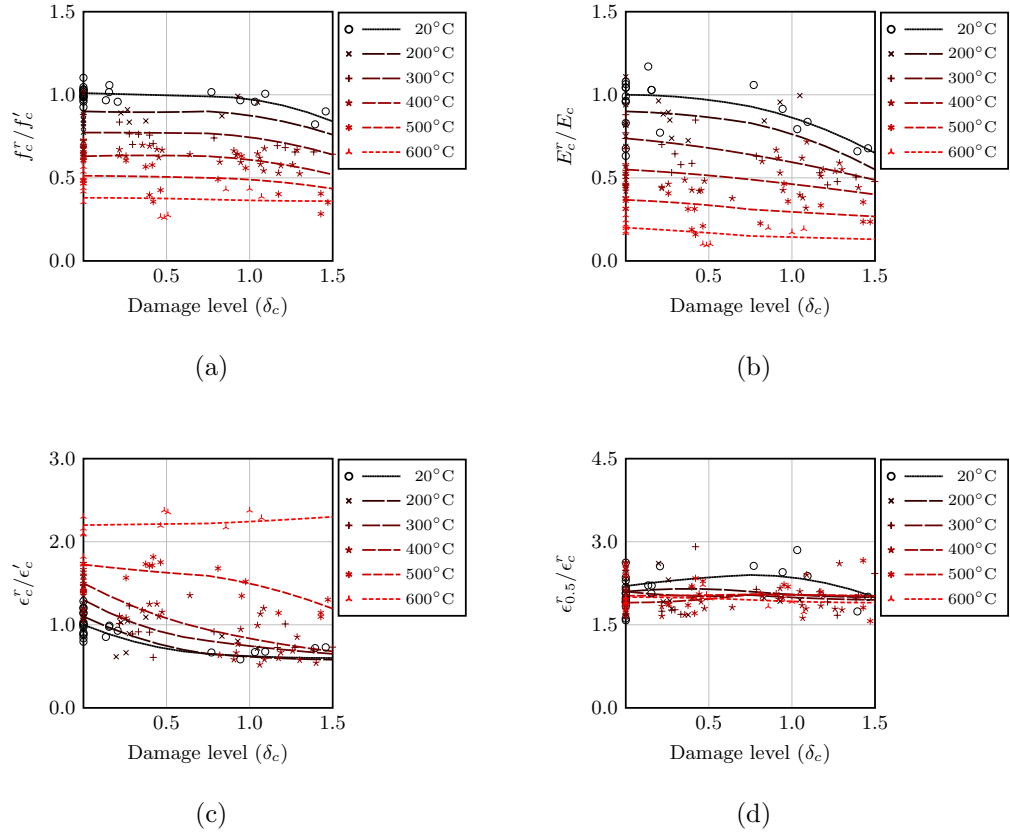 1.5
1.0
0.5
0.0
0.5
1.0
1.5
f_c^r/f_c'
Damage level (δ_c)
20°C
200°C
300°C
400°C
500°C
600°C
(a)
1.5
1.0
0.5
0.0
0.5
1.0
1.5
E_c^r/E_c
Damage level (δ_c)
20°C
200°C
300°C
400°C
500°C
600°C
(b)
3.0
2.0
1.0
0.0
0.5
1.0
1.5
ϵ_c^r/ϵ_c'
Damage level (δ_c)
20°C
200°C
300°C
400°C
500°C
600°C
(c)
4.5
3.0
1.5
0.0
0.5
1.0
1.5
ϵ_{0.5}^r/ϵ_c^r
Damage level (δ_c)
20°C
200°C
300°C
400°C
500°C
600°C
(d)